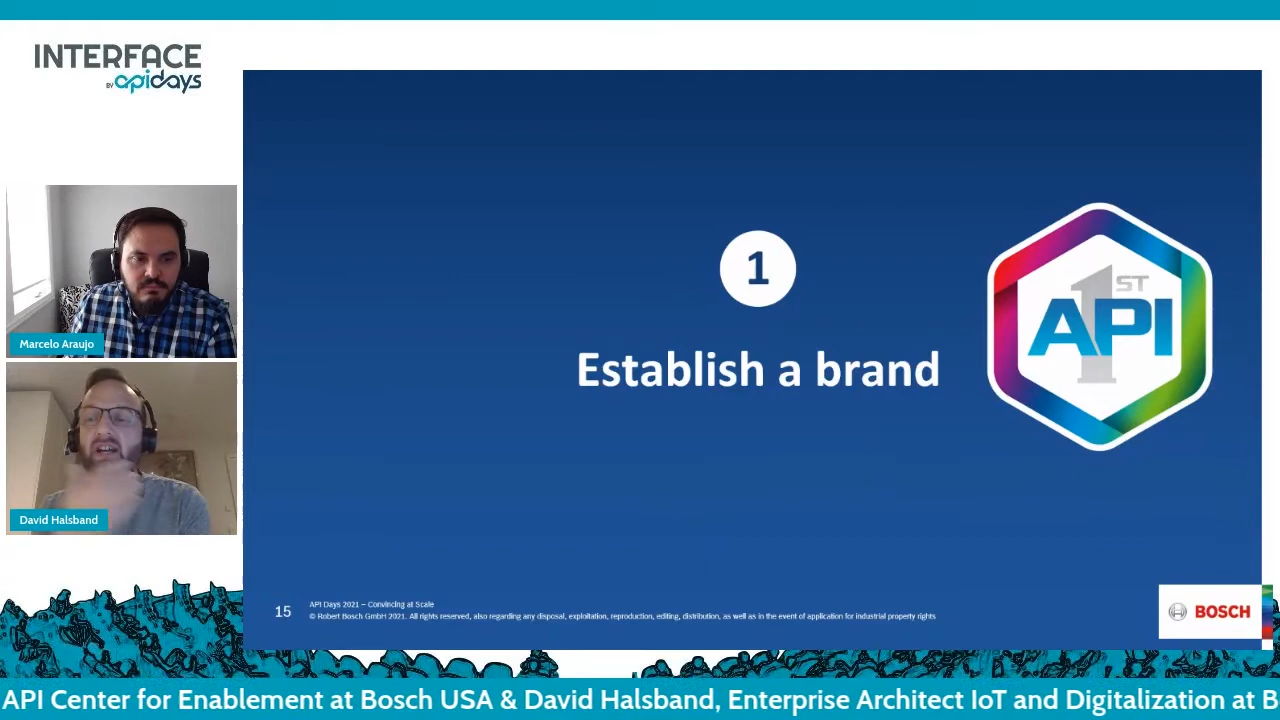 INTERFACE
BY apidays
Marcelo Araujo
David Halsband
1
Establish a brand
1ST
API
15
API Days 2021 – Convincing at Scale
© Robert Bosch GmbH 2021. All rights reserved, also regarding any disposal, exploitation, reproduction, editing, distribution, as well as in the event of application for industrial property rights
BOSCH
API Center for Enablement at Bosch USA & David Halsband, Enterprise Architect IoT and Digitalization at B